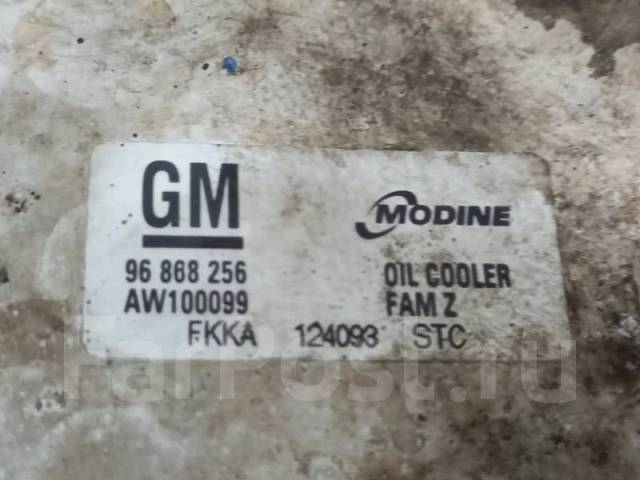 GM MODINE
96 868 256 OIL COOLER
AW100099 FAM Z
FKKA 124093 STC
FarPost.ru